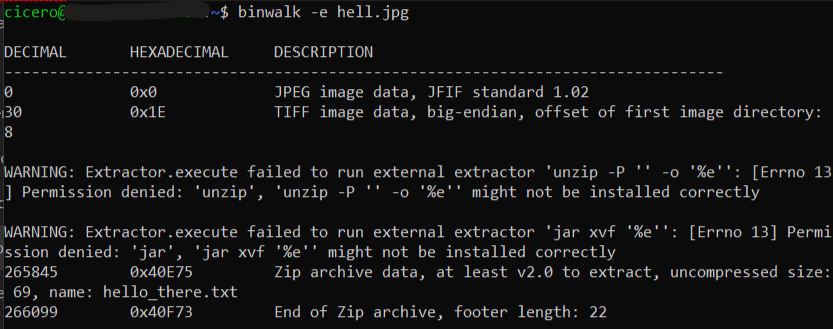 cicero@ ~$ binwalk -e hell.jpg
DECIMAL HEXADECIMAL DESCRIPTION
--------------------------------------------------------------------------------
0 0x0 JPEG image data, JFIF standard 1.02
30 0x1E TIFF image data, big-endian, offset of first image directory:
8
WARNING: Extractor.execute failed to run external extractor 'unzip -P '' -o '%e'': [Errno 13
] Permission denied: 'unzip', 'unzip -P '' -o '%e'' might not be installed correctly
WARNING: Extractor.execute failed to run external extractor 'jar xvf '%e'': [Errno 13] Permi
ssion denied: 'jar', 'jar xvf '%e'' might not be installed correctly
265845 0x40E75 Zip archive data, at least v2.0 to extract, uncompressed size:
69, name: hello_there.txt
266099 0x40F73 End of Zip archive, footer length: 22